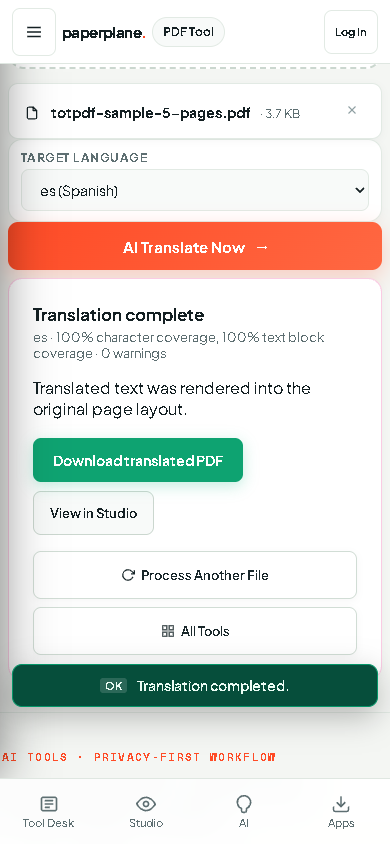 paperplane.
PDF Tool
Log In
totpdf-sample-5-pages.pdf · 3.7 KB ×
TARGET LANGUAGE
es (Spanish)
AI Translate Now →
Translation complete
es · 100% character coverage, 100% text block
coverage · 0 warnings
Translated text was rendered into the
original page layout.
Download translated PDF
View in Studio
Process Another File
All Tools
OK Translation completed.
AI TOOLS · PRIVACY-FIRST WORKFLOW
Tool Desk Studio AI Apps